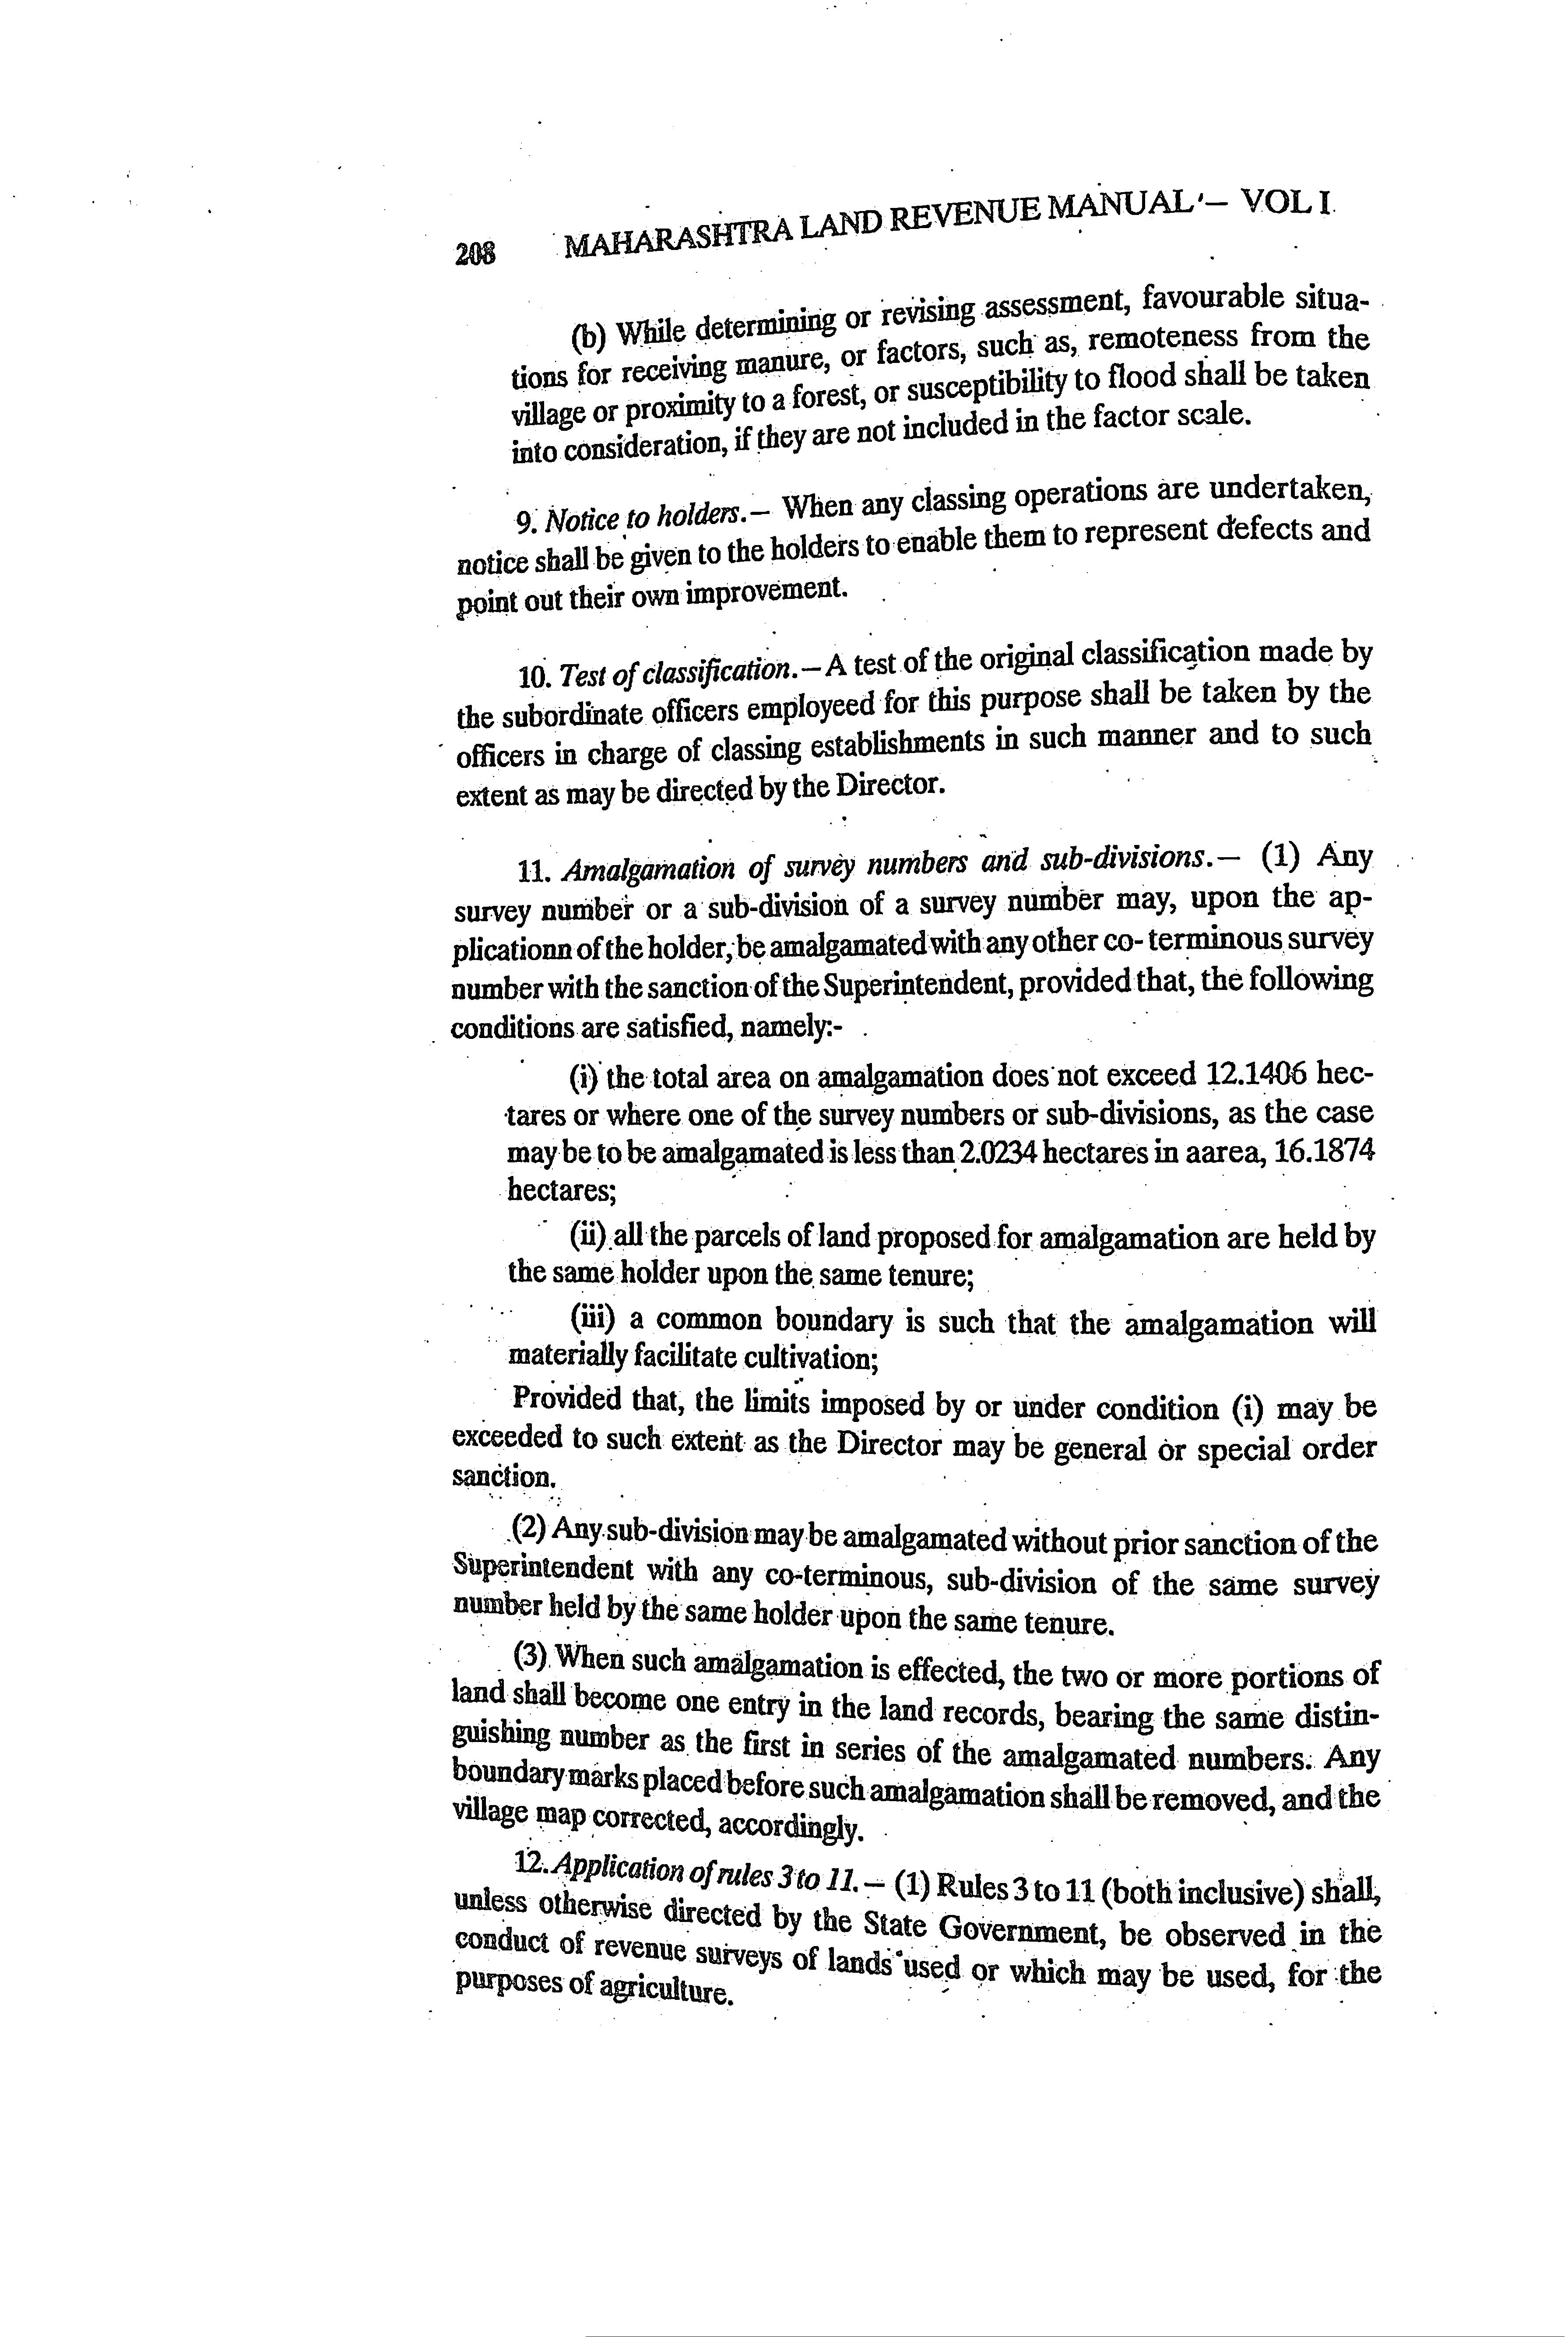 208 MAHARASHTRA LAND REVENUE MANUAL – VOL I
(b) While determining or revising assessment, favourable situa-
tions for receiving manure, or factors, such as, remoteness from the
village or proximity to a forest, or susceptibility to flood shall be taken
into consideration, if they are not included in the factor scale.
9. Notice to holders.— When any classing operations are undertaken,
notice shall be given to the holders to enable them to represent defects and
point out their own improvement.
10. Test of classification.— A test of the original classification made by
the subordinate officers employeed for this purpose shall be taken by the
officers in charge of classing establishments in such manner and to such
extent as may be directed by the Director.
11. Amalgamation of survey numbers and sub-divisions.— (1) Any
survey number or a sub-division of a survey number may, upon the ap-
plicationn of the holder, be amalgamated with any other co- terminous survey
number with the sanction of the Superintendent, provided that, the following
conditions are satisfied, namely:-
(i) the total area on amalgamation does not exceed 12.1406 hec-
tares or where one of the survey numbers or sub-divisions, as the case
may be to be amalgamated is less than 2.0234 hectares in aarea, 16.1874
hectares;
(ii) all the parcels of land proposed for amalgamation are held by
the same holder upon the same tenure;
(iii) a common boundary is such that the amalgamation will
materially facilitate cultivation;
Provided that, the limits imposed by or under condition (i) may be
exceeded to such extent as the Director may be general or special order
sanction.
(2) Any sub-division may be amalgamated without prior sanction of the
Superintendent with any co-terminous, sub-division of the same survey
number held by the same holder upon the same tenure.
(3) When such amalgamation is effected, the two or more portions of
land shall become one entry in the land records, bearing the same distin-
guishing number as the first in series of the amalgamated numbers. Any
boundary marks placed before such amalgamation shall be removed, and the
village map corrected, accordingly.
12. Application of rules 3 to 11.— (1) Rules 3 to 11 (both inclusive) shall,
unless otherwise directed by the State Government, be observed in the
conduct of revenue surveys of lands used or which may be used, for the
purposes of agriculture.